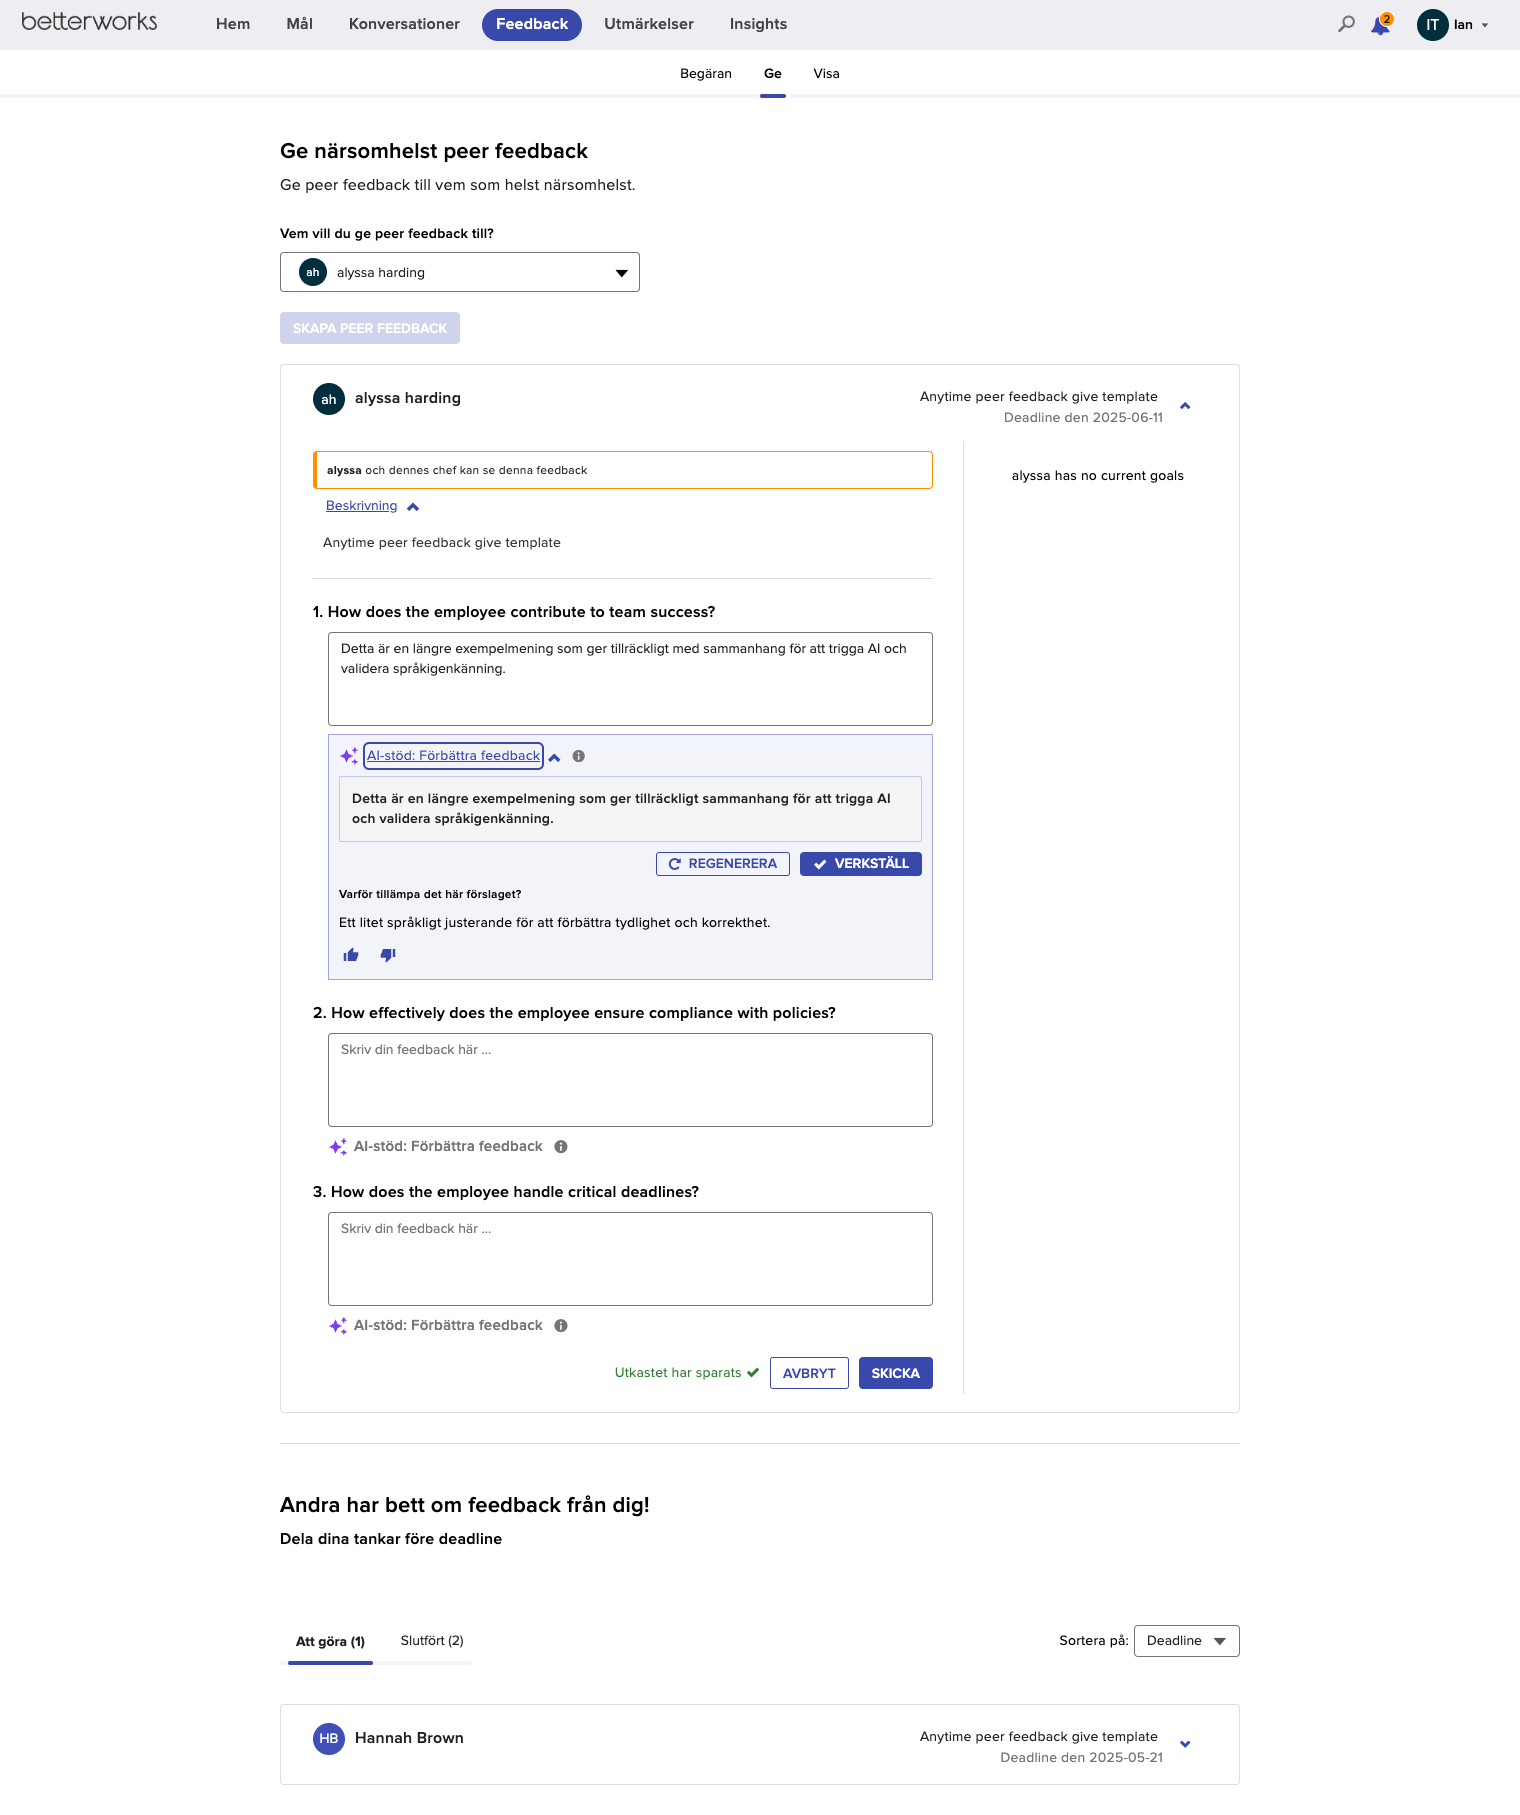 betterworks
Hem
Mål
Konversationer
Feedback
Utmärkelser
Insights
2
IT
Ian
Begäran
Ge
Visa
Ge närsomhelst peer feedback
Ge peer feedback till vem som helst närsomhelst.
Vem vill du ge peer feedback till?
ah alyssa harding
SKAPA PEER FEEDBACK
ah alyssa harding
Anytime peer feedback give template
Deadline den 2025-06-11
alyssa och dennes chef kan se denna feedback
alyssa has no current goals
Beskrivning
Anytime peer feedback give template
1. How does the employee contribute to team success?
Detta är en längre exempelmening som ger tillräckligt med sammanhang för att trigga AI och
validera språkigenkänning.
AI-stöd: Förbättra feedback
Detta är en längre exempelmening som ger tillräckligt sammanhang för att trigga AI
och validera språkigenkänning.
REGENERERA
VERKSTÄLL
Varför tillämpa det här förslaget?
Ett litet språkligt justerande för att förbättra tydlighet och korrekthet.
2. How effectively does the employee ensure compliance with policies?
Skriv din feedback här ...
AI-stöd: Förbättra feedback
3. How does the employee handle critical deadlines?
Skriv din feedback här ...
AI-stöd: Förbättra feedback
Utkastet har sparats
AVBRYT
SKICKA
Andra har bett om feedback från dig!
Dela dina tankar före deadline
Att göra (1)
Slutfört (2)
Sortera på:
Deadline
HB Hannah Brown
Anytime peer feedback give template
Deadline den 2025-05-21